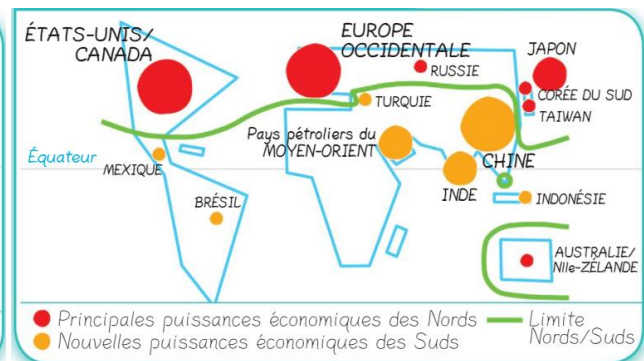 ÉTATS-UNIS/
CANADA
EUROPE
OCCIDENTALE
JAPON
RUSSIE
CORÉE DU SUD
TAIWAN
TURQUIE
Pays pétroliers du
MOYEN-ORIENT
CHINE
Équateur
MEXIQUE
INDE
BRÉSIL
INDONÉSIE
AUSTRALIE/
Nlle-ZÉLANDE
Principales puissances économiques des Nords
Limite
Nords/Suds
Nouvelles puissances économiques des Suds